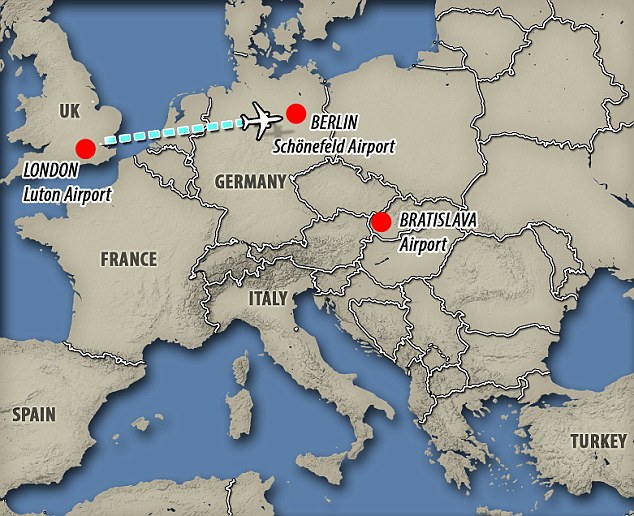 UK
BERLIN
Schönefeld Airport
LONDON
Luton Airport
GERMANY
BRATISLAVA
Airport
FRANCE
ITALY
SPAIN
TURKEY